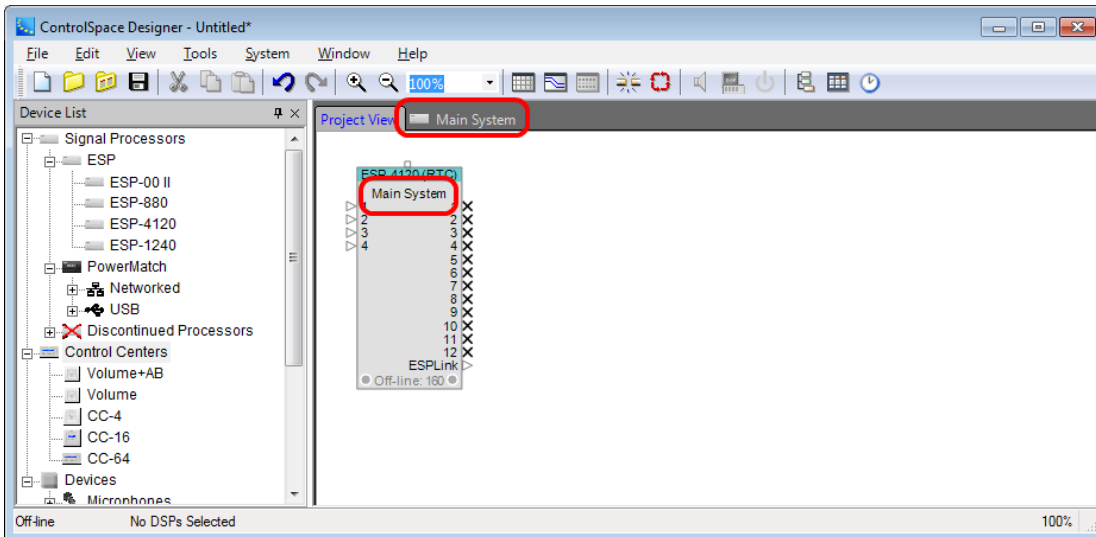 ControlSpace Designer - Untitled*
File Edit View Tools System Window Help
100%
Device List
Project View
Main System
Signal Processors
ESP
ESP-00 II
ESP-880
ESP-4120
ESP-1240
PowerMatch
Networked
USB
Discontinued Processors
Control Centers
Volume+AB
Volume
CC-4
CC-16
CC-64
Devices
Microphones
ESP-4120 (RTC)
Main System
1 1
2 2
3 3
4 4
5
6
7
8
9
10
11
12
ESPLink
Off-line: 160
Off-line No DSPs Selected 100%